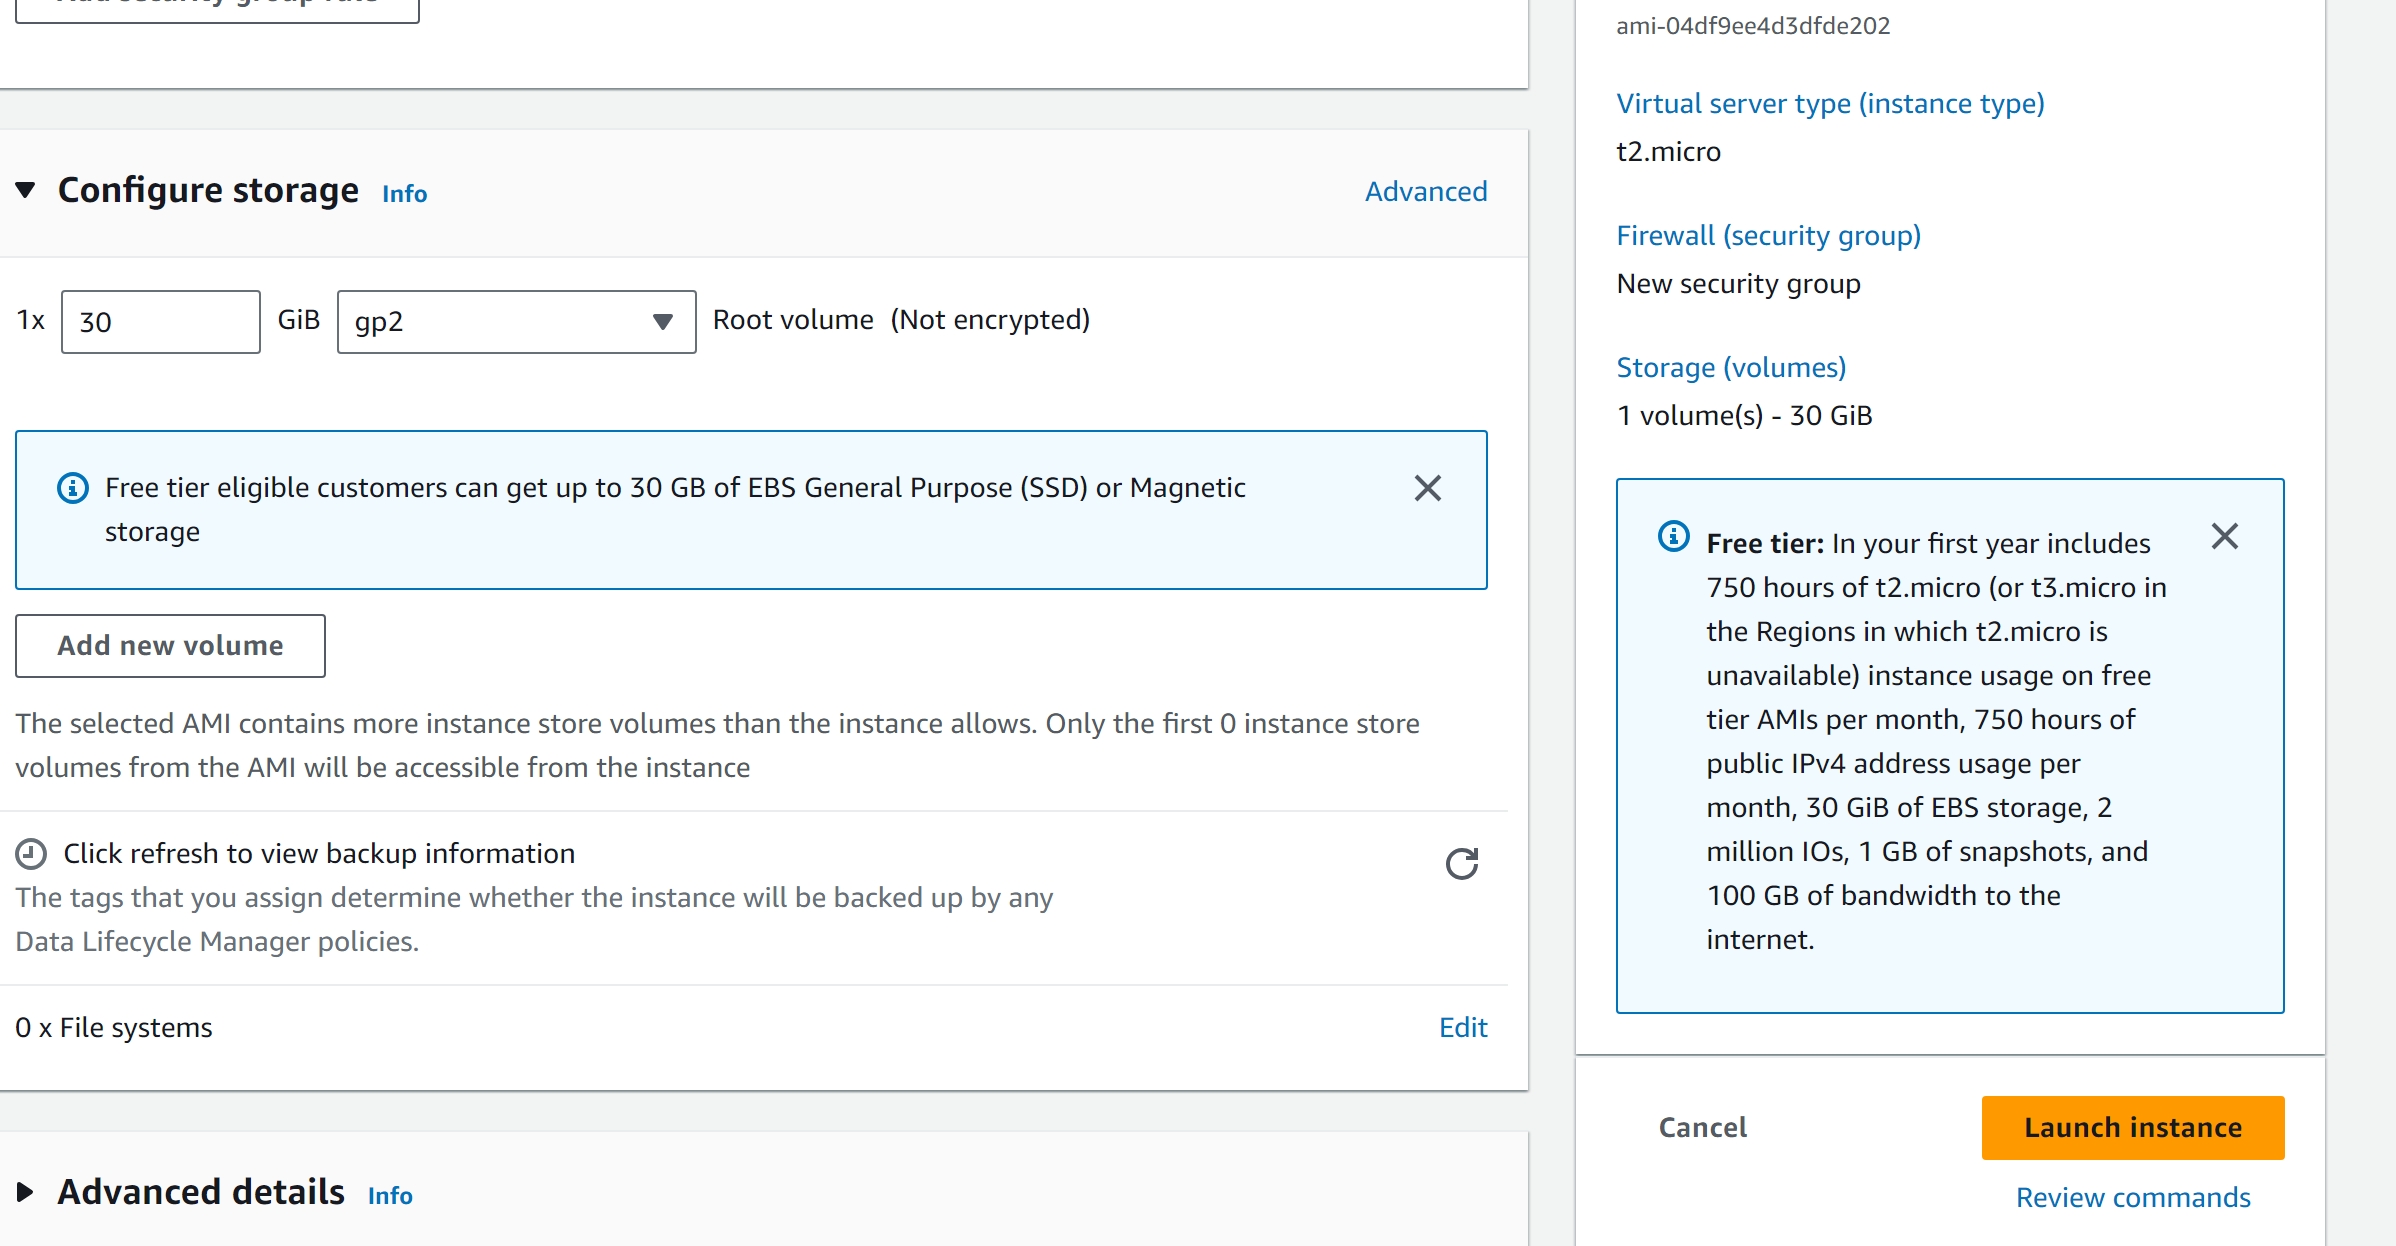 Add security group rule
Configure storage Info
Advanced
1x 30 GiB gp2 Root volume (Not encrypted)
Free tier eligible customers can get up to 30 GB of EBS General Purpose (SSD) or Magnetic
storage
Add new volume
The selected AMI contains more instance store volumes than the instance allows. Only the first 0 instance store
volumes from the AMI will be accessible from the instance
Click refresh to view backup information
The tags that you assign determine whether the instance will be backed up by any
Data Lifecycle Manager policies.
0 x File systems
Edit
Advanced details Info
ami-04df9ee4d3dfde202
Virtual server type (instance type)
t2.micro
Firewall (security group)
New security group
Storage (volumes)
1 volume(s) - 30 GiB
Free tier: In your first year includes
750 hours of t2.micro (or t3.micro in
the Regions in which t2.micro is
unavailable) instance usage on free
tier AMIs per month, 750 hours of
public IPv4 address usage per
month, 30 GiB of EBS storage, 2
million IOs, 1 GB of snapshots, and
100 GB of bandwidth to the
internet.
Cancel
Launch instance
Review commands